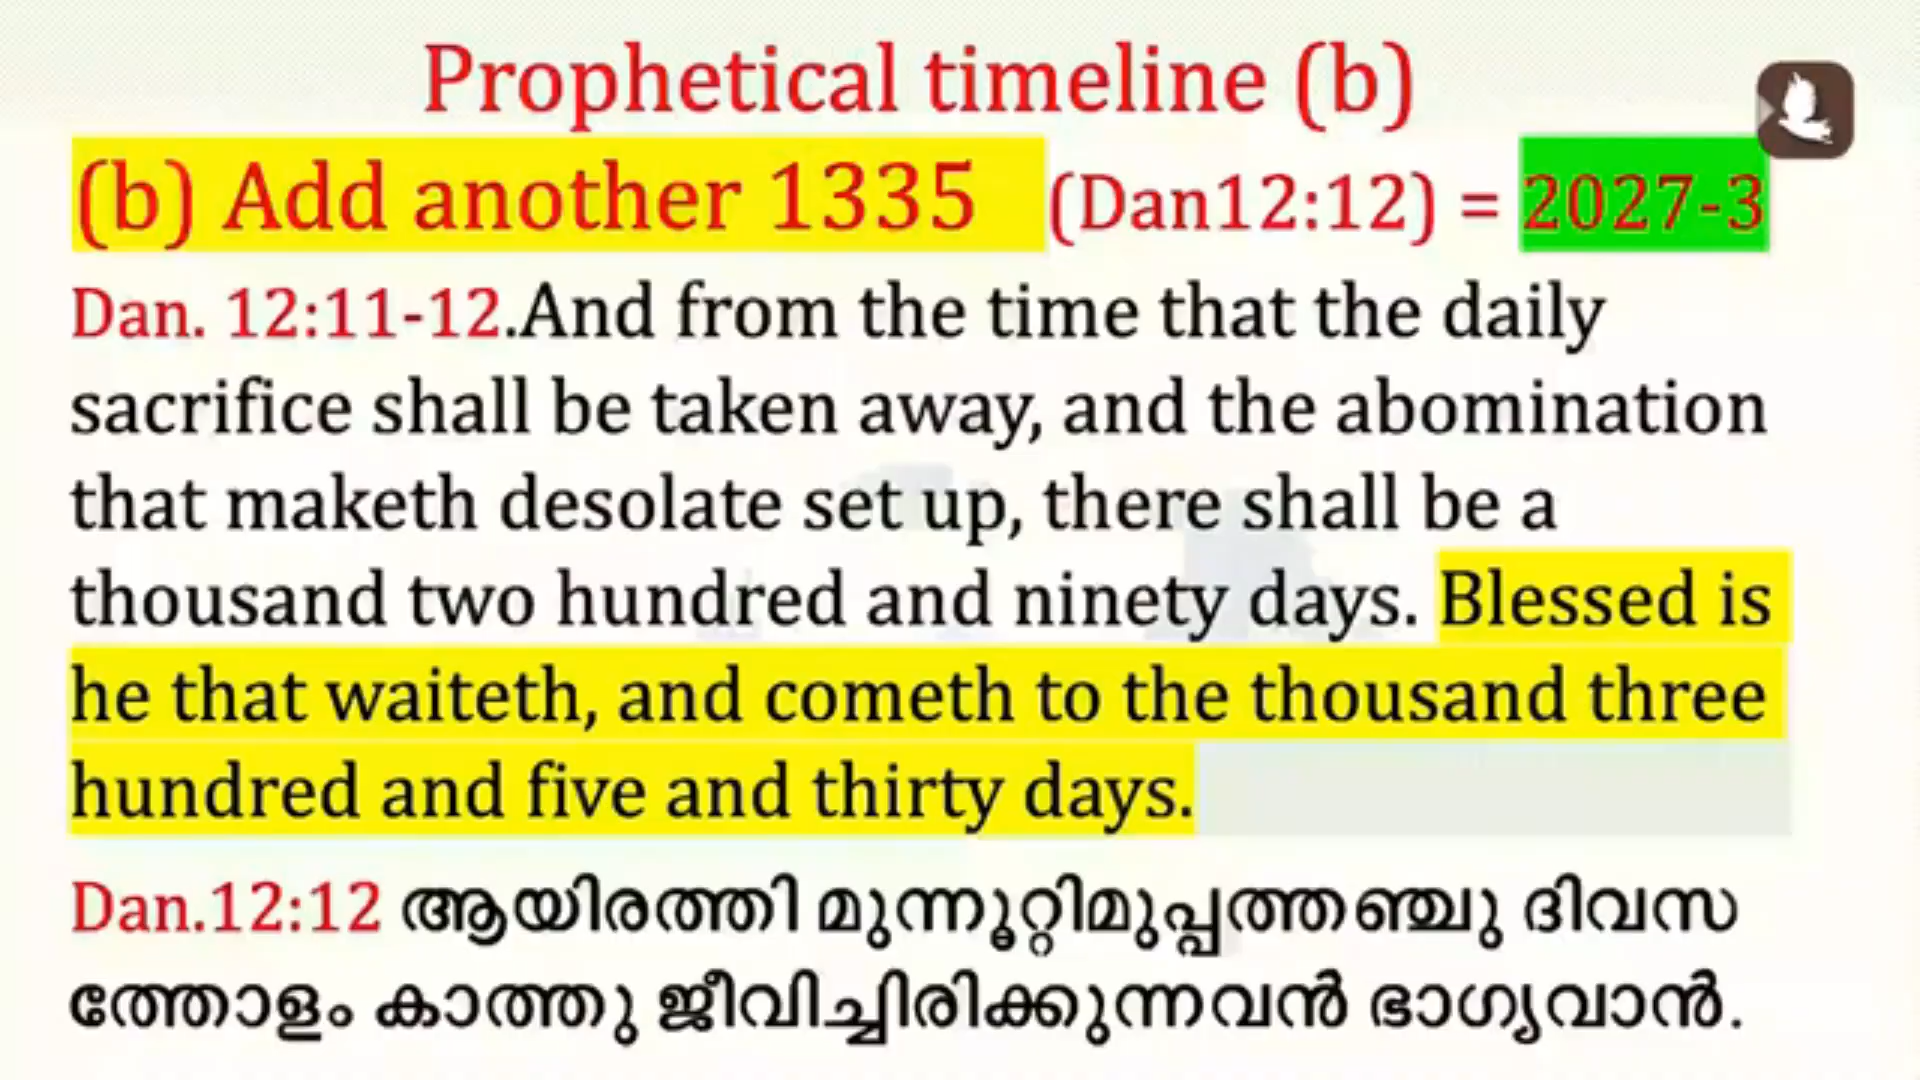 Prophetical timeline (b)
(b) Add another 1335 (Dan12:12) = 2027-3
Dan. 12:11-12.And from the time that the daily
sacrifice shall be taken away, and the abomination
that maketh desolate set up, there shall be a
thousand two hundred and ninety days. Blessed is
he that waiteth, and cometh to the thousand three
hundred and five and thirty days.
Dan.12:12 ആയിരത്തി മുന്നൂറ്റിമുപ്പത്തഞ്ചു ദിവസ
ത്തോളം കാത്തു ജീവിച്ചിരിക്കുന്നവൻ ഭാഗ്യവാൻ.